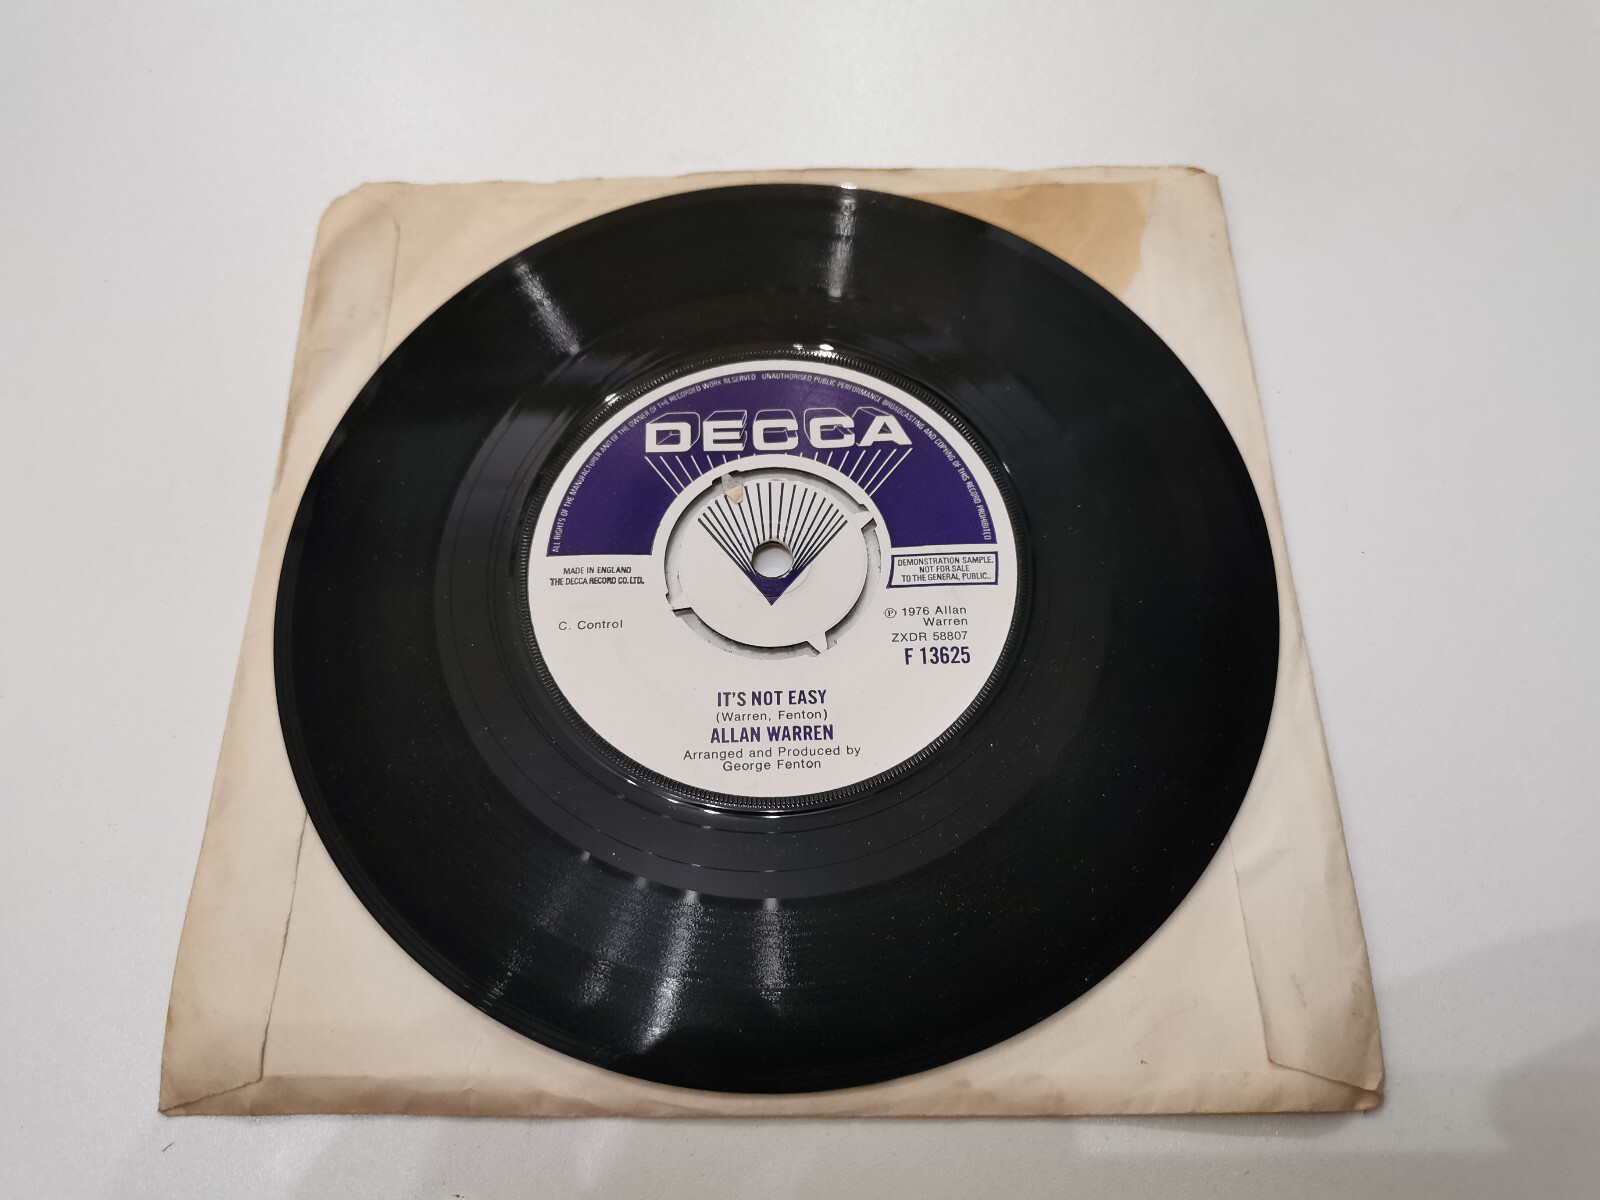 ALL RIGHTS OF THE MANUFACTURER AND OF THE OWNER OF THE RECORDED WORK RESERVED UNAUTHORISED PUBLIC PERFORMANCE BROADCASTING AND COPYING OF THIS RECORD PROHIBITED
DECCA
MADE IN ENGLAND
THE DECCA RECORD CO. LTD.
DEMONSTRATION SAMPLE.
NOT FOR SALE
TO THE GENERAL PUBLIC..
C. Control
℗ 1976 Allan
Warren
ZXDR 58807
F 13625
IT'S NOT EASY
(Warren, Fenton)
ALLAN WARREN
Arranged and Produced by
George Fenton